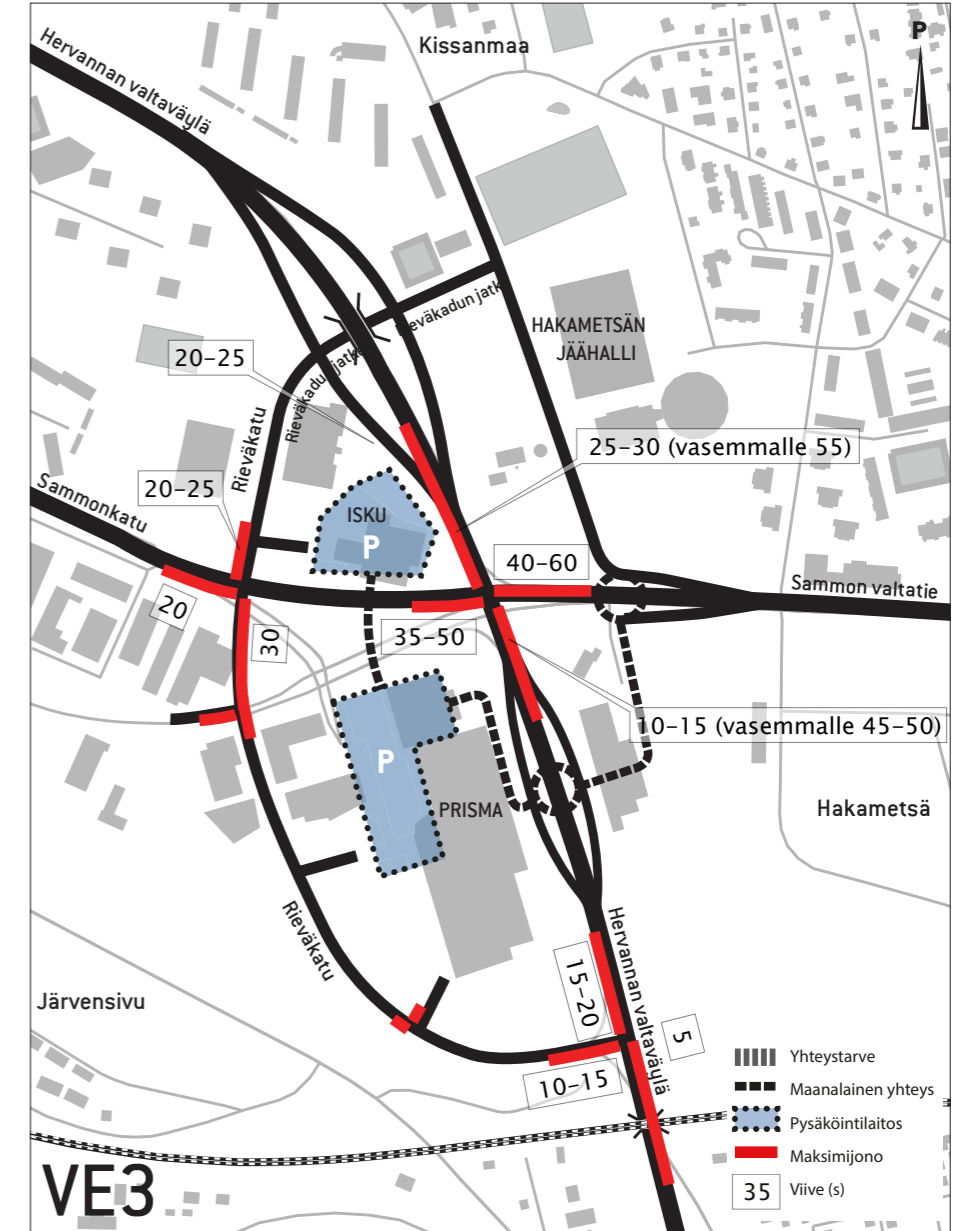 Kissanmaa
P
Hervannan valtaväylä
Rieväkadun jatk
Rieväkadun jatk
HAKAMETSÄN
JÄÄHALLI
20–25
Rieväkatu
25–30 (vasemmalle 55)
20–25
Sammonkatu
ISKU
P
40–60
Sammon valtatie
20
30
35–50
10–15 (vasemmalle 45–50)
P
PRISMA
Hakametsä
Rieväkatu
Hervannan valtaväylä
15–20
Järvensivu
5
10–15
Yhteystarve
Maanalainen yhteys
Pysäköintilaitos
Maksimijono
35
Viive (s)
VE3